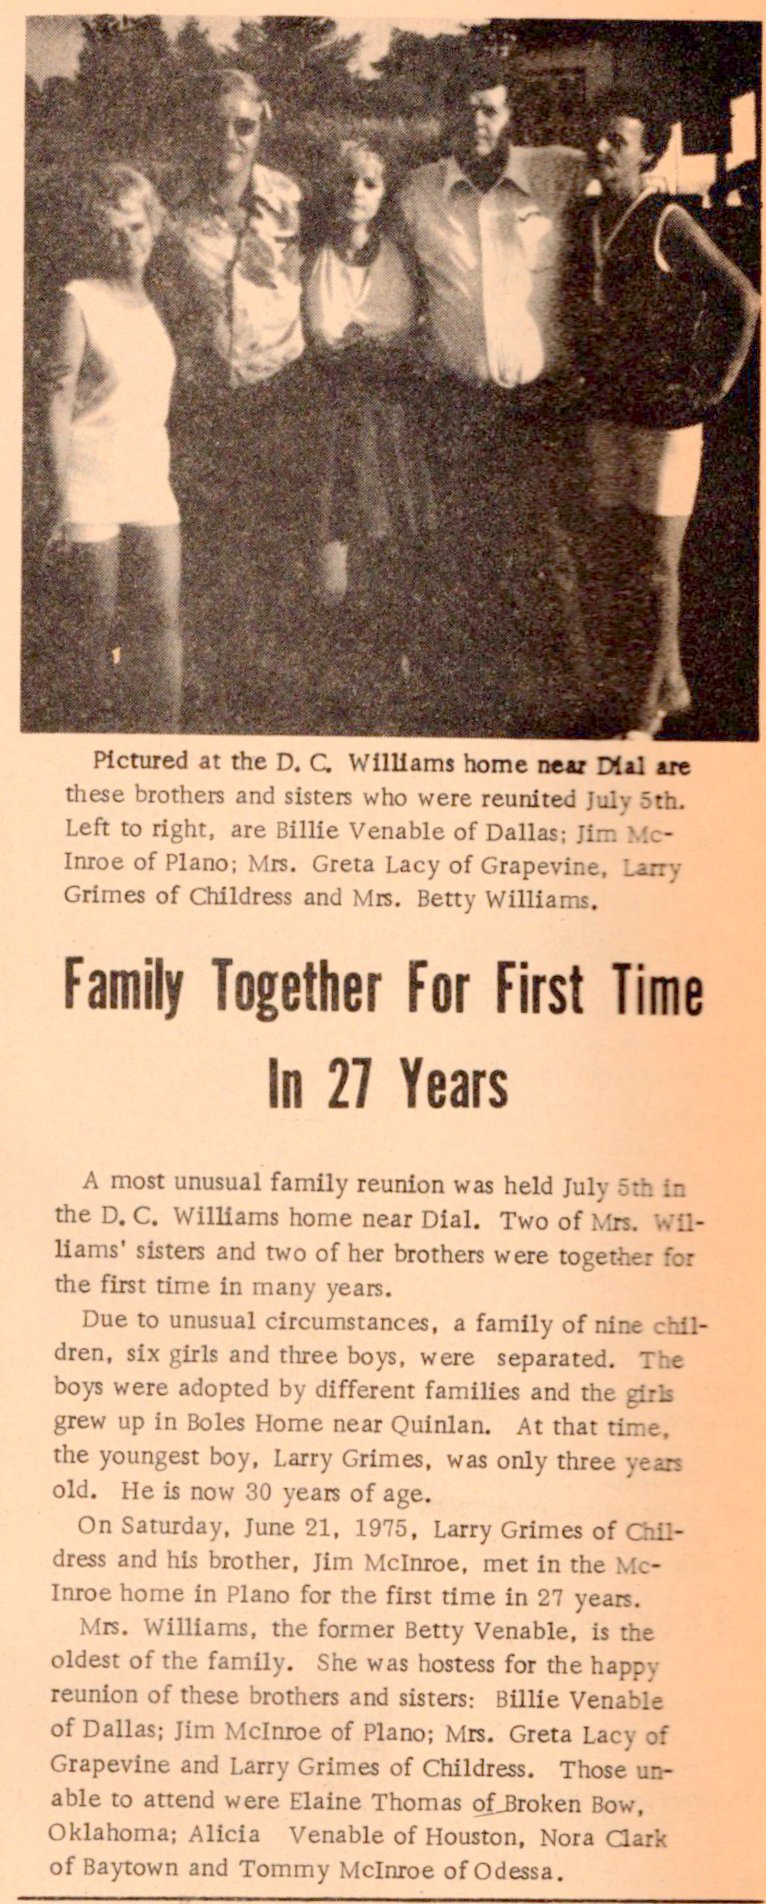 Pictured at the D. C. Williams home near Dial are
these brothers and sisters who were reunited July 5th.
Left to right, are Billie Venable of Dallas; Jim Mc-
Inroe of Plano; Mrs. Greta Lacy of Grapevine, Larry
Grimes of Childress and Mrs. Betty Williams.
Family Together For First Time
In 27 Years
A most unusual family reunion was held July 5th in
the D. C. Williams home near Dial. Two of Mrs. Wil-
liams' sisters and two of her brothers were together for
the first time in many years.
Due to unusual circumstances, a family of nine chil-
dren, six girls and three boys, were separated. The
boys were adopted by different families and the girls
grew up in Boles Home near Quinlan. At that time,
the youngest boy, Larry Grimes, was only three years
old. He is now 30 years of age.
On Saturday, June 21, 1975, Larry Grimes of Chil-
dress and his brother, Jim McInroe, met in the Mc-
Inroe home in Plano for the first time in 27 years.
Mrs. Williams, the former Betty Venable, is the
oldest of the family. She was hostess for the happy
reunion of these brothers and sisters: Billie Venable
of Dallas; Jim McInroe of Plano; Mrs. Greta Lacy of
Grapevine and Larry Grimes of Childress. Those un-
able to attend were Elaine Thomas of Broken Bow,
Oklahoma; Alicia Venable of Houston, Nora Clark
of Baytown and Tommy McInroe of Odessa.